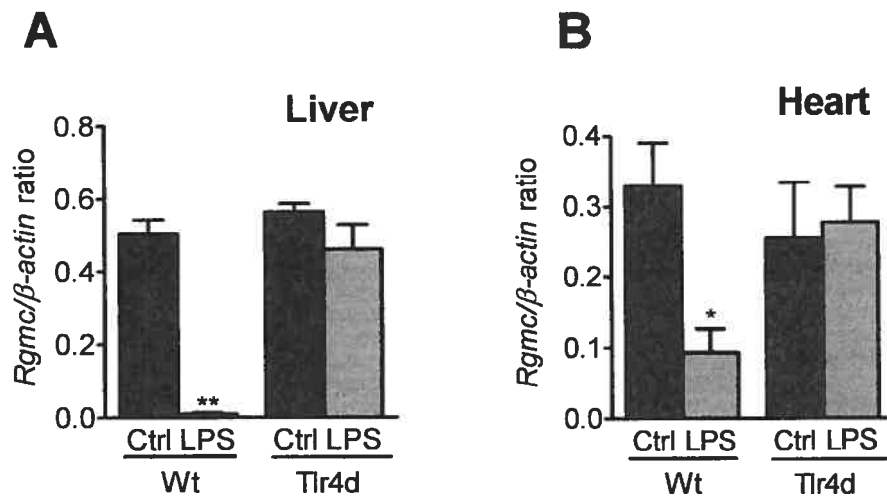 A
Liver
Rgmc/β-actin ratio
0.8
0.6
0.4
0.2
0.0
**
Ctrl LPS Ctrl LPS
Wt Tlr4d
B
Heart
Rgmc/β-actin ratio
0.4
0.3
0.2
0.1
0.0
*
Ctrl LPS Ctrl LPS
Wt Tlr4d